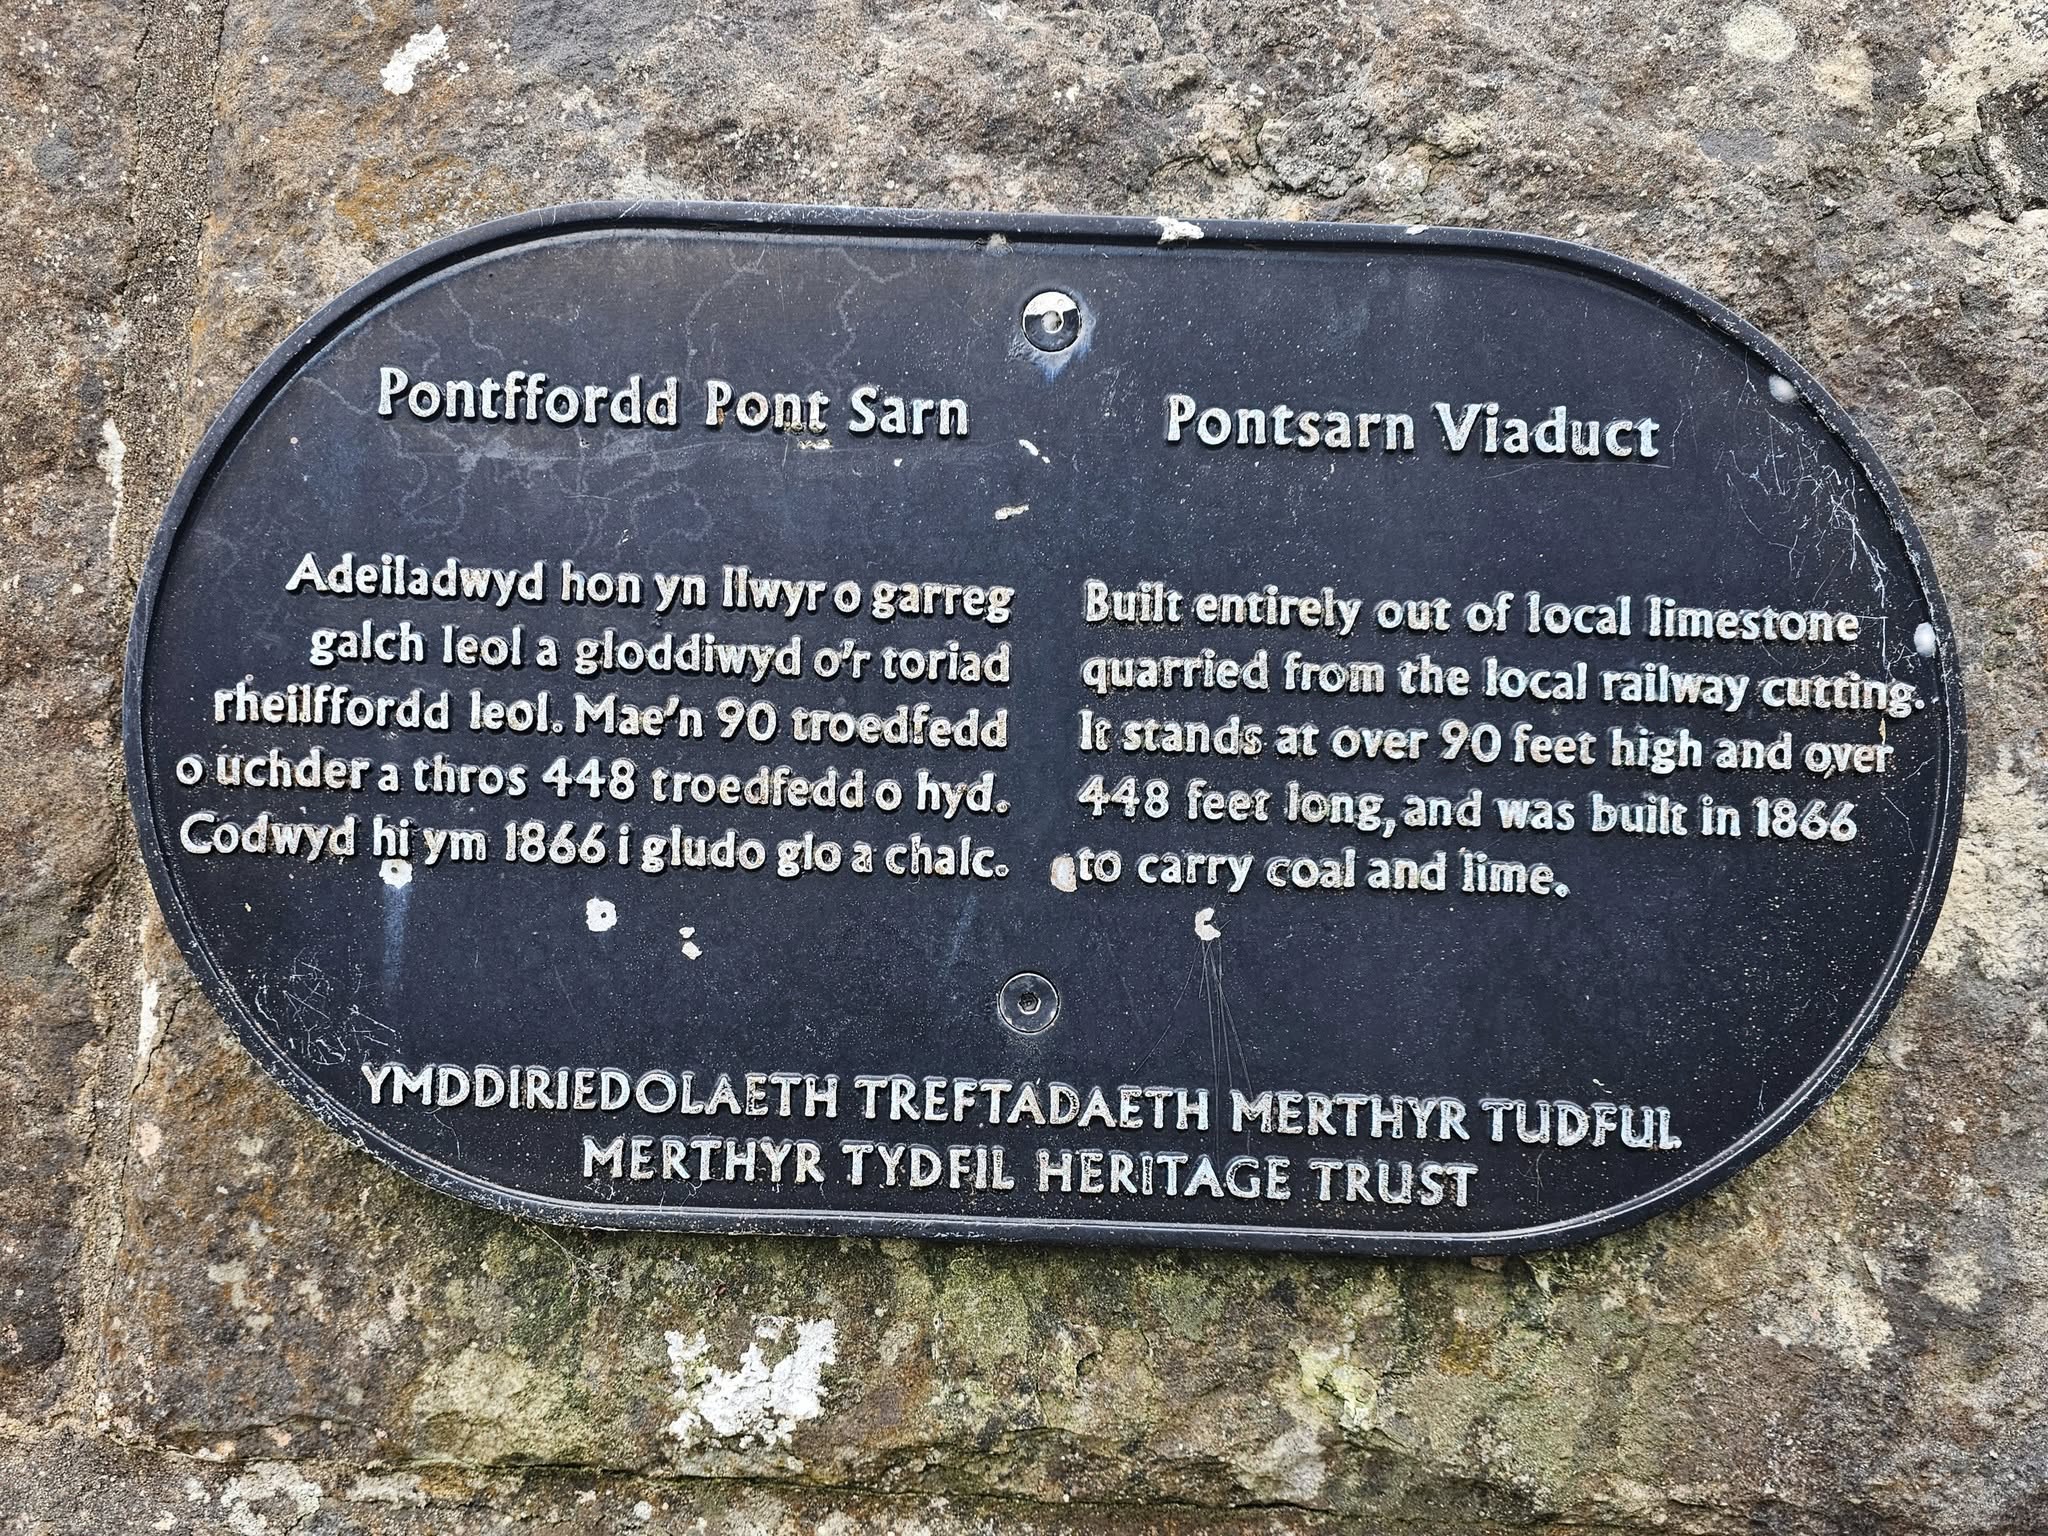 Pontffordd Pont Sarn
Adeiladwyd hon yn llwyr o garreg
galch leol a gloddiwyd o'r toriad
rheilffordd leol. Mae'n 90 troedfedd
o uchder a thros 448 troedfedd o hyd.
Codwyd hi ym 1866 i gludo glo a chalc.
Pontsarn Viaduct
Built entirely out of local limestone
quarried from the local railway cutting.
It stands at over 90 feet high and over
448 feet long, and was built in 1866
to carry coal and lime.
YMDDIRIEDOLAETH TREFTADAETH MERTHYR TUDFUL
MERTHYR TYDFIL HERITAGE TRUST